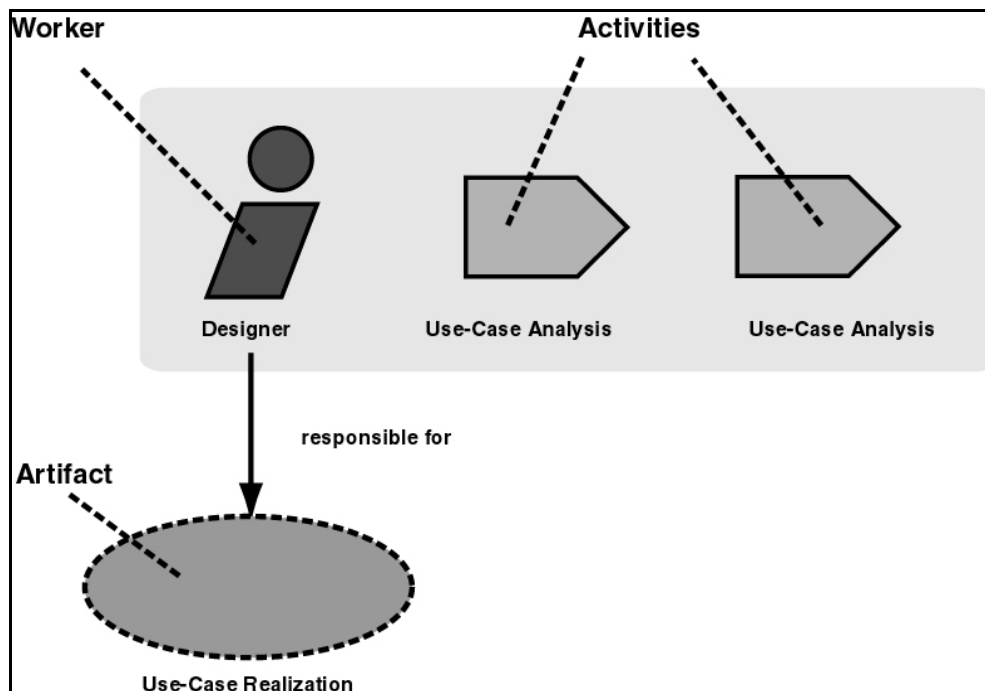 Worker
Activities
Designer
Use-Case Analysis
Use-Case Analysis
responsible for
Artifact
Use-Case Realization